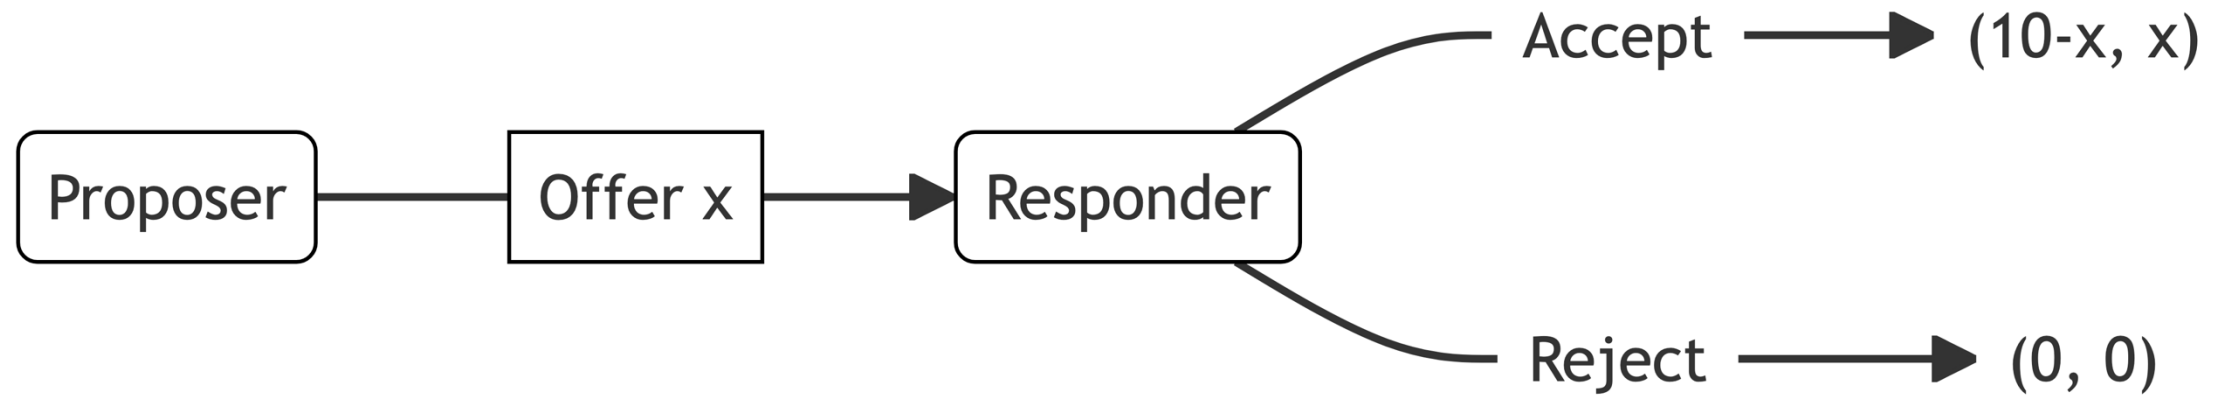 Proposer
Offer x
Responder
Accept
(10-x, x)
Reject
(0, 0)